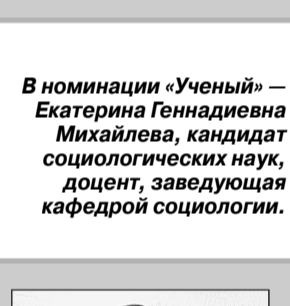 В номинации «Ученый» —
Екатерина Геннадиевна
Михайлева, кандидат
социологических наук,
доцент, заведующая
кафедрой социологии.